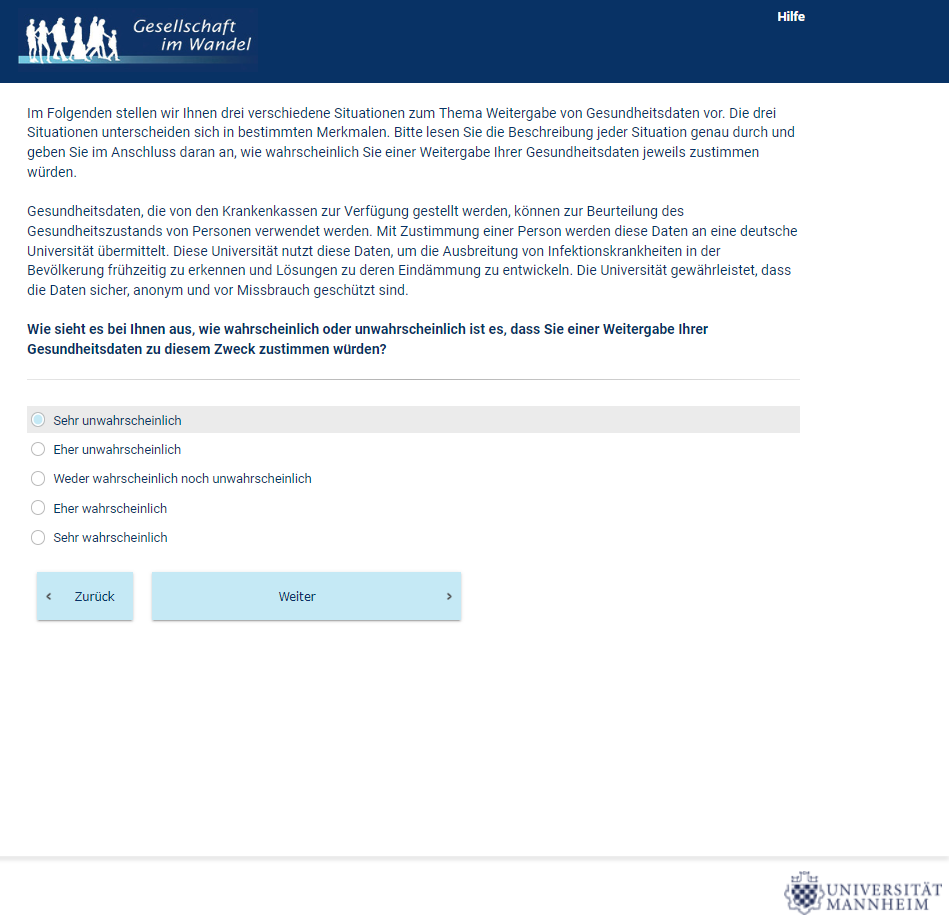 Gesellschaft
im Wandel
Hilfe
Im Folgenden stellen wir Ihnen drei verschiedene Situationen zum Thema Weitergabe von Gesundheitsdaten vor. Die drei
Situationen unterscheiden sich in bestimmten Merkmalen. Bitte lesen Sie die Beschreibung jeder Situation genau durch und
geben Sie im Anschluss daran an, wie wahrscheinlich Sie einer Weitergabe Ihrer Gesundheitsdaten jeweils zustimmen
würden.
Gesundheitsdaten, die von den Krankenkassen zur Verfügung gestellt werden, können zur Beurteilung des
Gesundheitszustands von Personen verwendet werden. Mit Zustimmung einer Person werden diese Daten an eine deutsche
Universität übermittelt. Diese Universität nutzt diese Daten, um die Ausbreitung von Infektionskrankheiten in der
Bevölkerung frühzeitig zu erkennen und Lösungen zu deren Eindämmung zu entwickeln. Die Universität gewährleistet, dass
die Daten sicher, anonym und vor Missbrauch geschützt sind.
Wie sieht es bei Ihnen aus, wie wahrscheinlich oder unwahrscheinlich ist es, dass Sie einer Weitergabe Ihrer
Gesundheitsdaten zu diesem Zweck zustimmen würden?
Sehr unwahrscheinlich
Eher unwahrscheinlich
Weder wahrscheinlich noch unwahrscheinlich
Eher wahrscheinlich
Sehr wahrscheinlich
Zurück
Weiter
UNIVERSITÄT
MANNHEIM